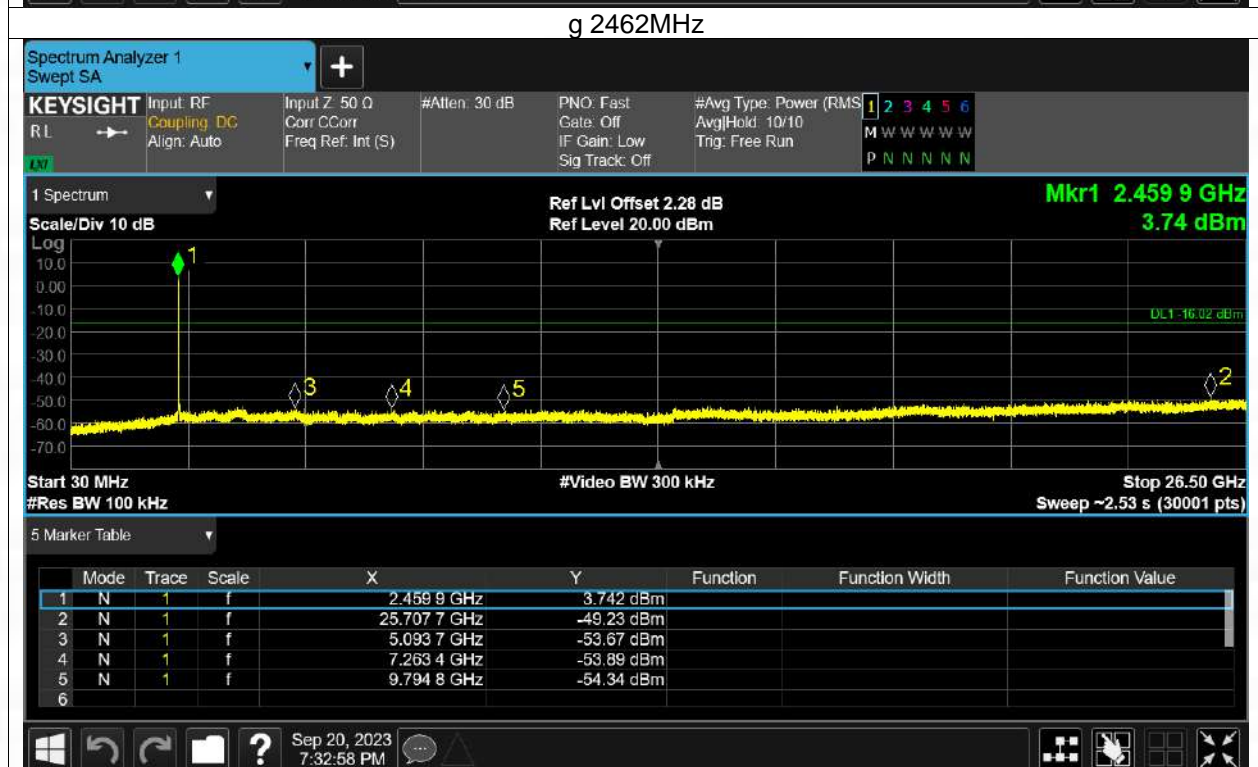 g 2462MHz
Spectrum Analyzer 1
Swept SA
+
KEYSIGHT Input: RF Input Z: 50 Ω #Atten: 30 dB PNO: Fast #Avg Type: Power (RMS 1 2 3 4 5 6
RL Coupling: DC Corr CCorr Gate: Off Avg|Hold: 10/10 M W W W W W
Align: Auto Freq Ref: Int (S) IF Gain: Low Trig: Free Run
LXI Sig Track: Off P N N N N N
1 Spectrum
Ref Lvl Offset 2.28 dB Mkr1 2.459 9 GHz
Scale/Div 10 dB Ref Level 20.00 dBm 3.74 dBm
Log
1
10.0
0.00
-10.0
DL1 -16.02 dBm
-20.0
-30.0
-40.0
3 4 5 2
-50.0
-60.0
-70.0
Start 30 MHz #Video BW 300 kHz Stop 26.50 GHz
#Res BW 100 kHz Sweep ~2.53 s (30001 pts)
5 Marker Table
Mode Trace Scale X Y Function Function Width Function Value
1 N 1 f 2.459 9 GHz 3.742 dBm
2 N 1 f 25.707 7 GHz -49.23 dBm
3 N 1 f 5.093 7 GHz -53.67 dBm
4 N 1 f 7.263 4 GHz -53.89 dBm
5 N 1 f 9.794 8 GHz -54.34 dBm
6
?
Sep 20, 2023
7:32:58 PM